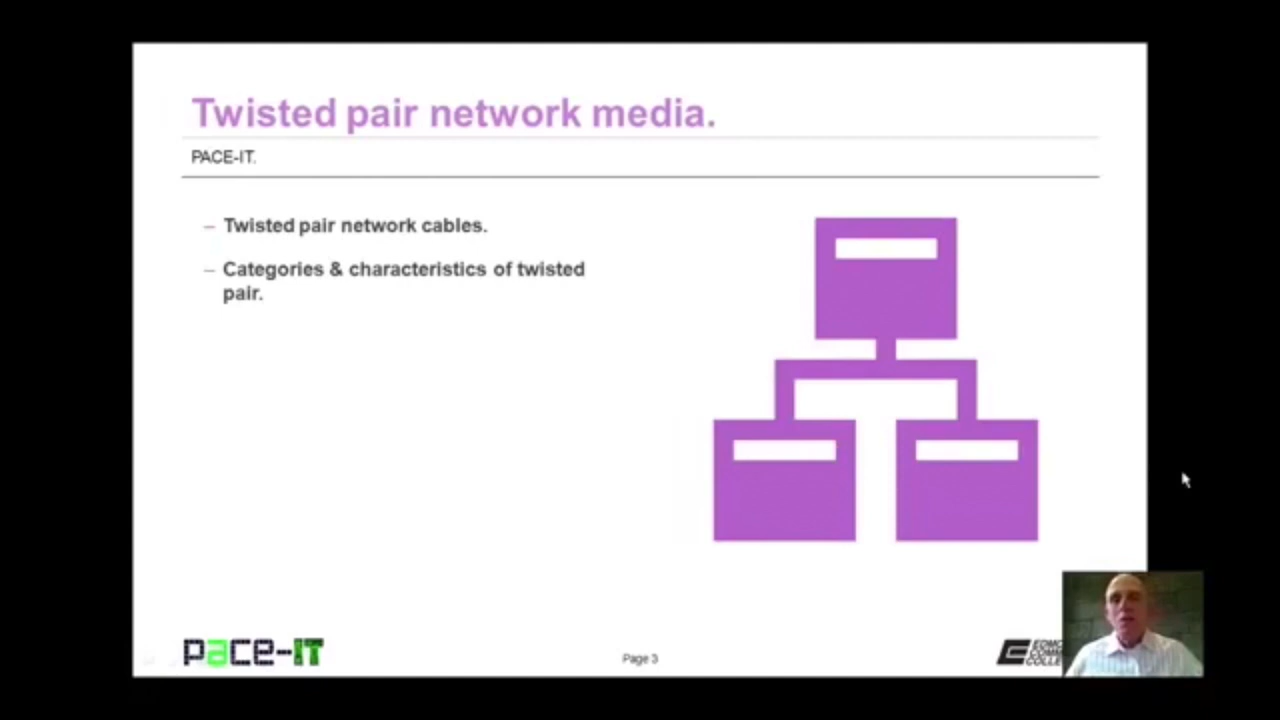 Twisted pair network media.
PACE-IT.
– Twisted pair network cables.
– Categories & characteristics of twisted
pair.
pace-IT
Page 3